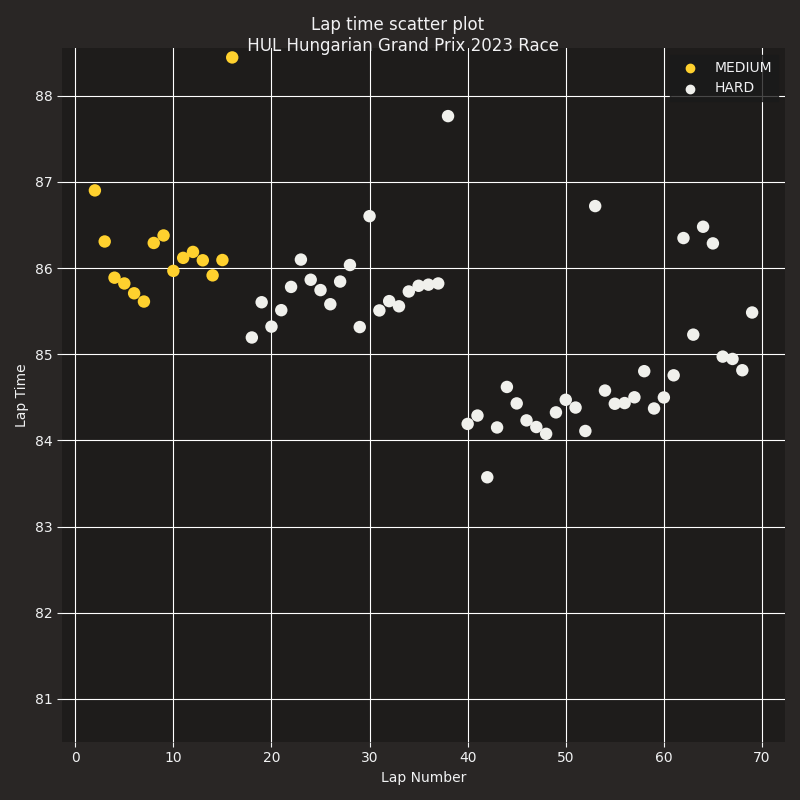 Lap time scatter plot
HUL Hungarian Grand Prix 2023 Race
MEDIUM
HARD
88
87
86
85
84
83
82
81
Lap Time
0 10 20 30 40 50 60 70
Lap Number